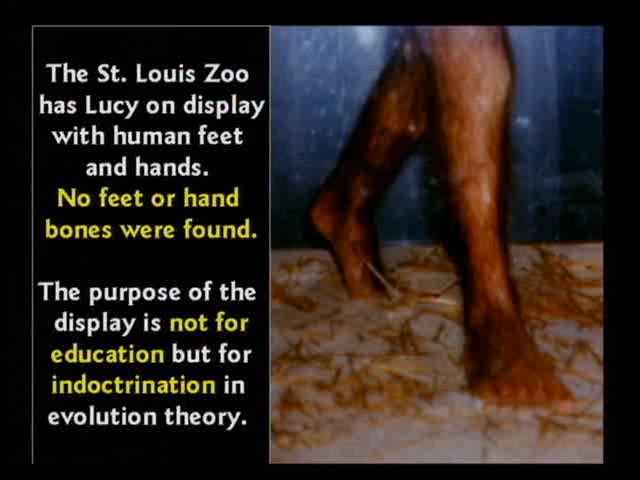 The St. Louis Zoo
has Lucy on display
with human feet
and hands.
No feet or hand
bones were found.
The purpose of the
display is not for
education but for
indoctrination in
evolution theory.